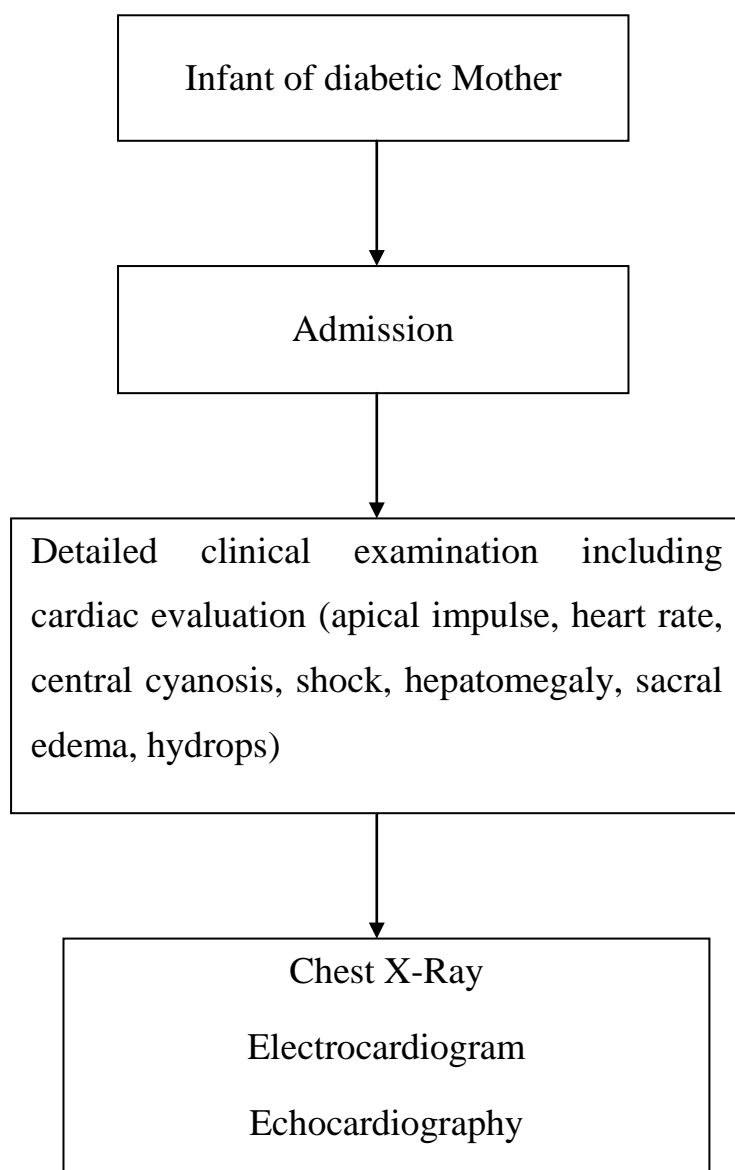 Infant of diabetic Mother
Admission
Detailed clinical examination including
cardiac evaluation (apical impulse, heart rate,
central cyanosis, shock, hepatomegaly, sacral
edema, hydrops)
Chest X-Ray
Electrocardiogram
Echocardiography